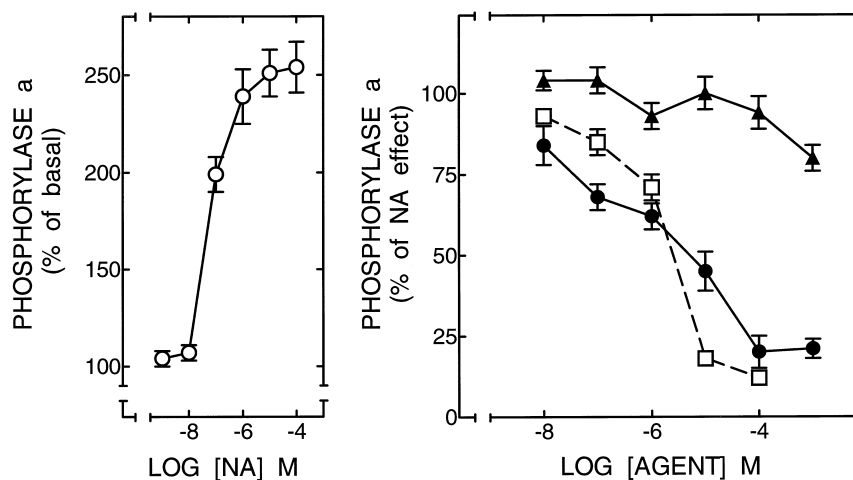 PHOSPHORYLASE a
(% of basal)
250
200
150
100
-8
-6
-4
LOG [NA] M
PHOSPHORYLASE a
(% of NA effect)
100
75
50
25
0
-8
-6
-4
LOG [AGENT] M